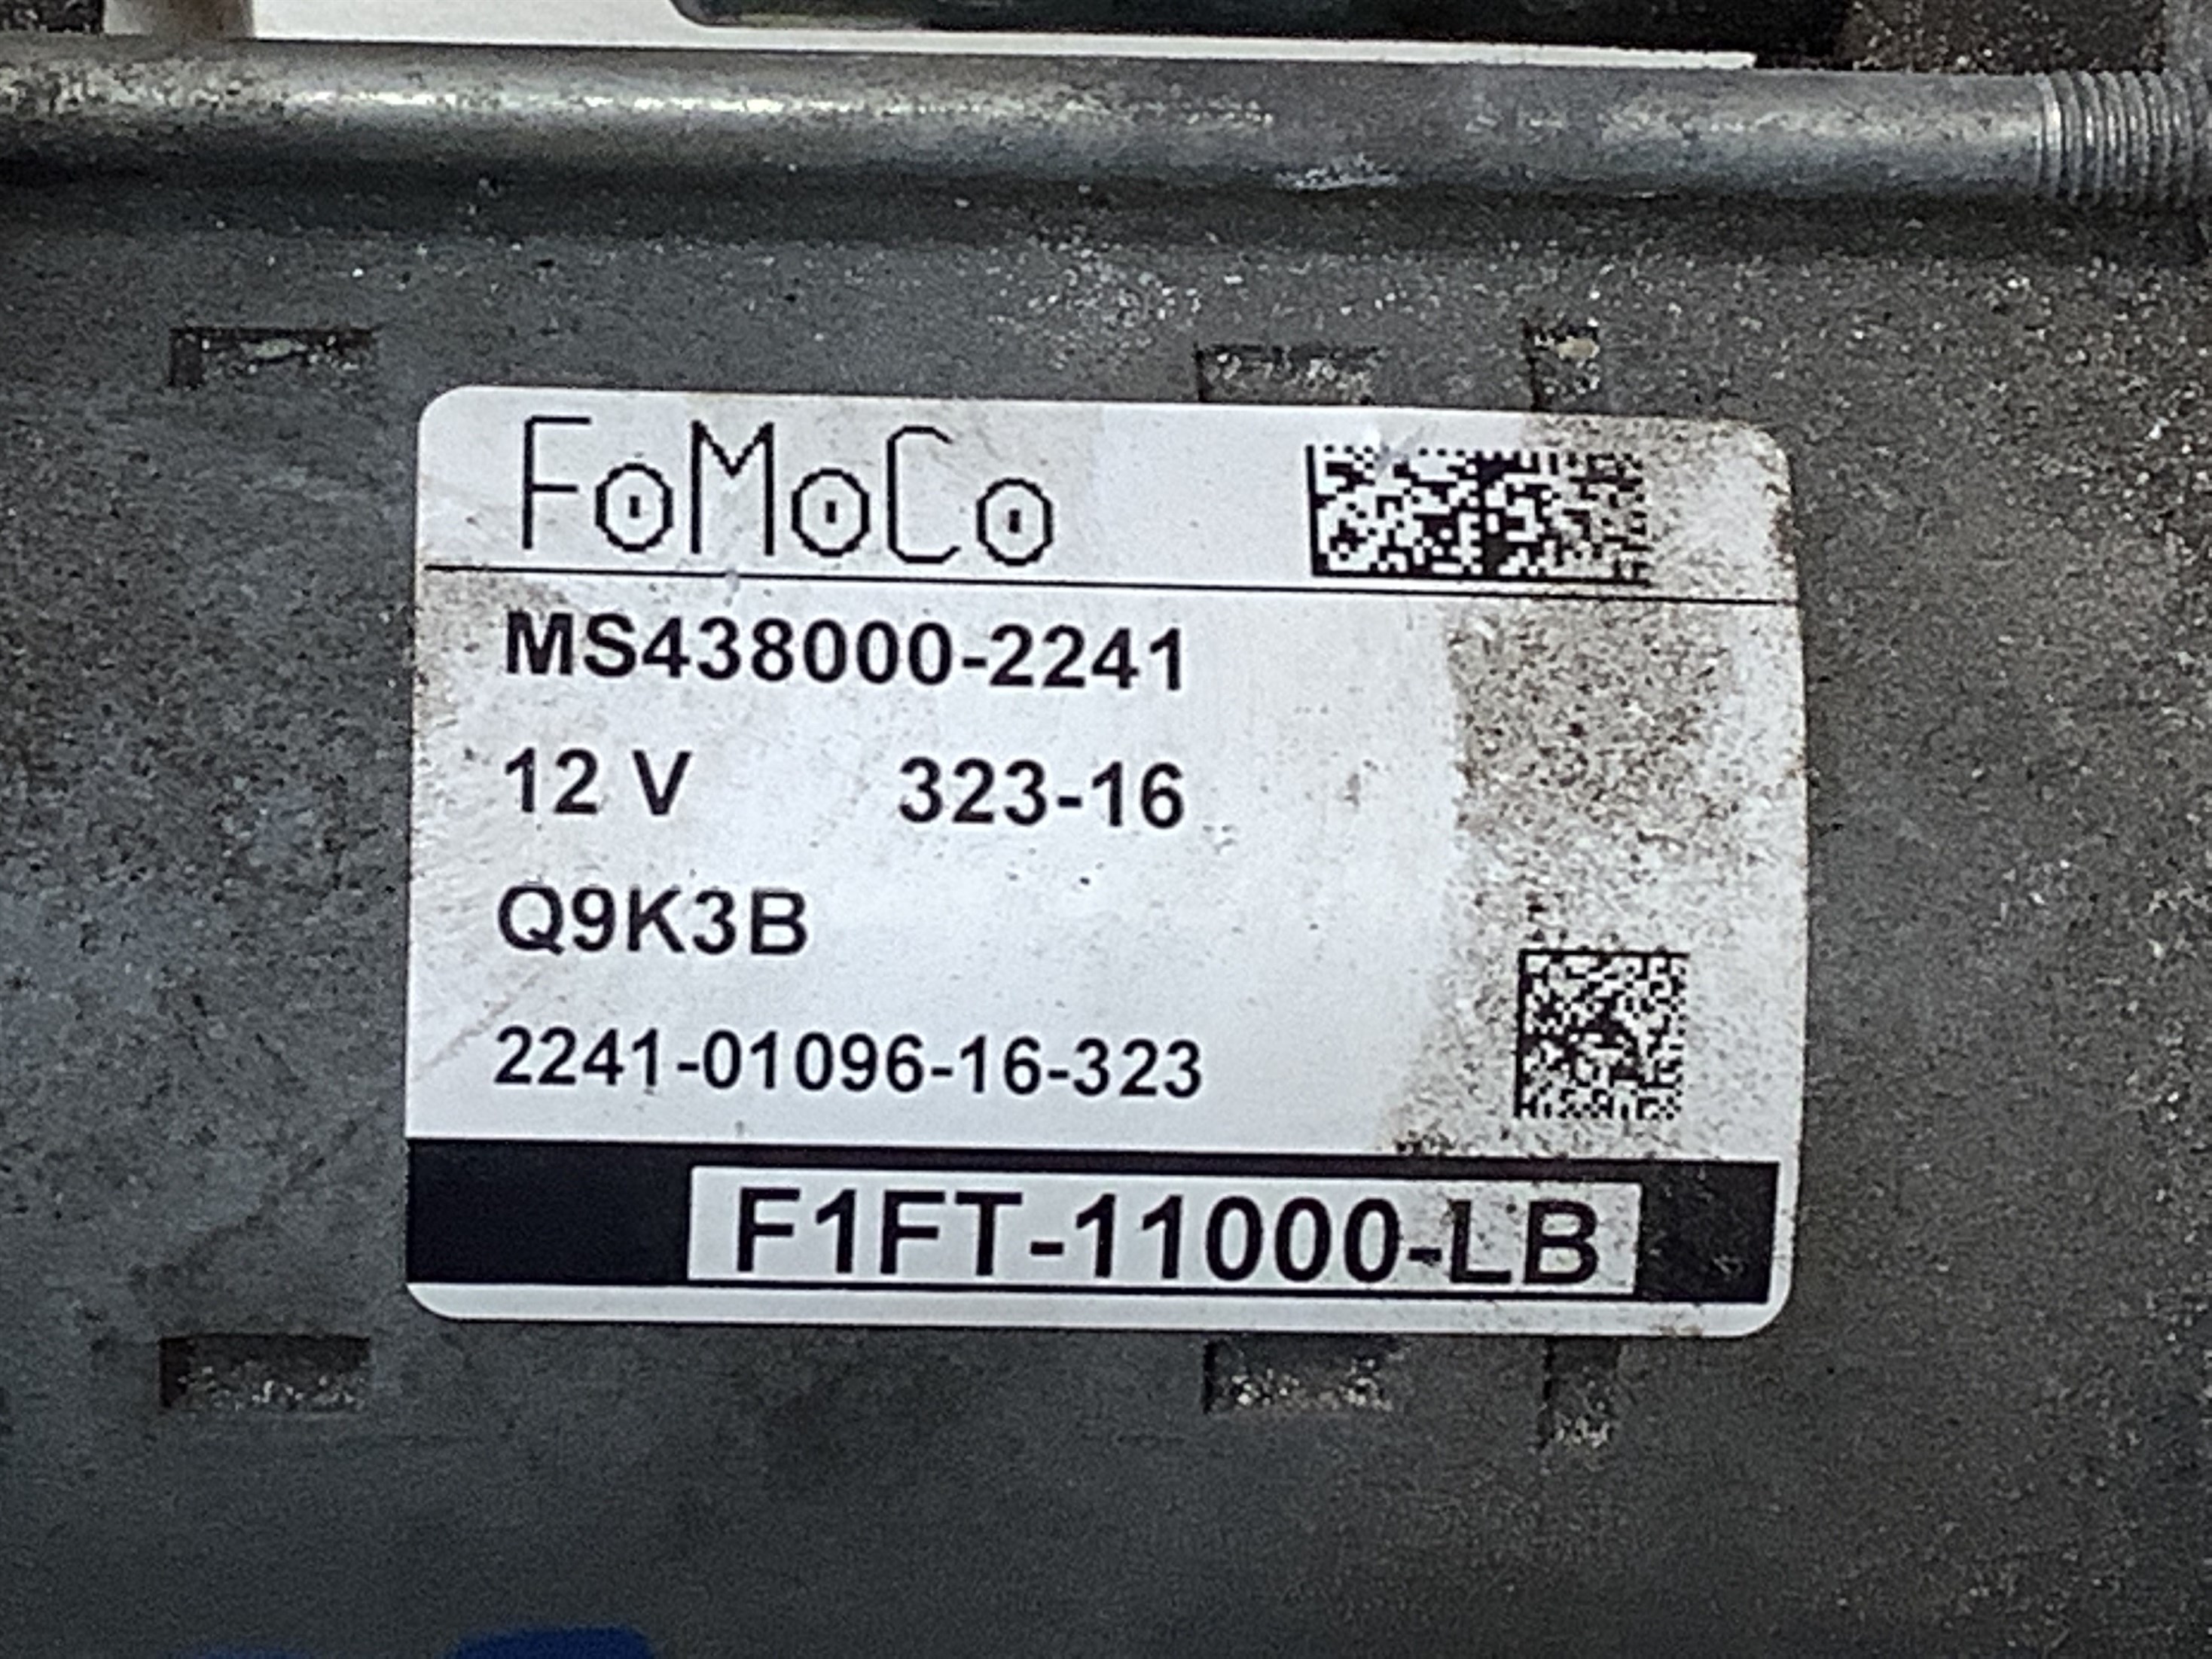 FoMoCo
MS438000-2241
12 V 323-16
Q9K3B
2241-01096-16-323
F1FT-11000-LB